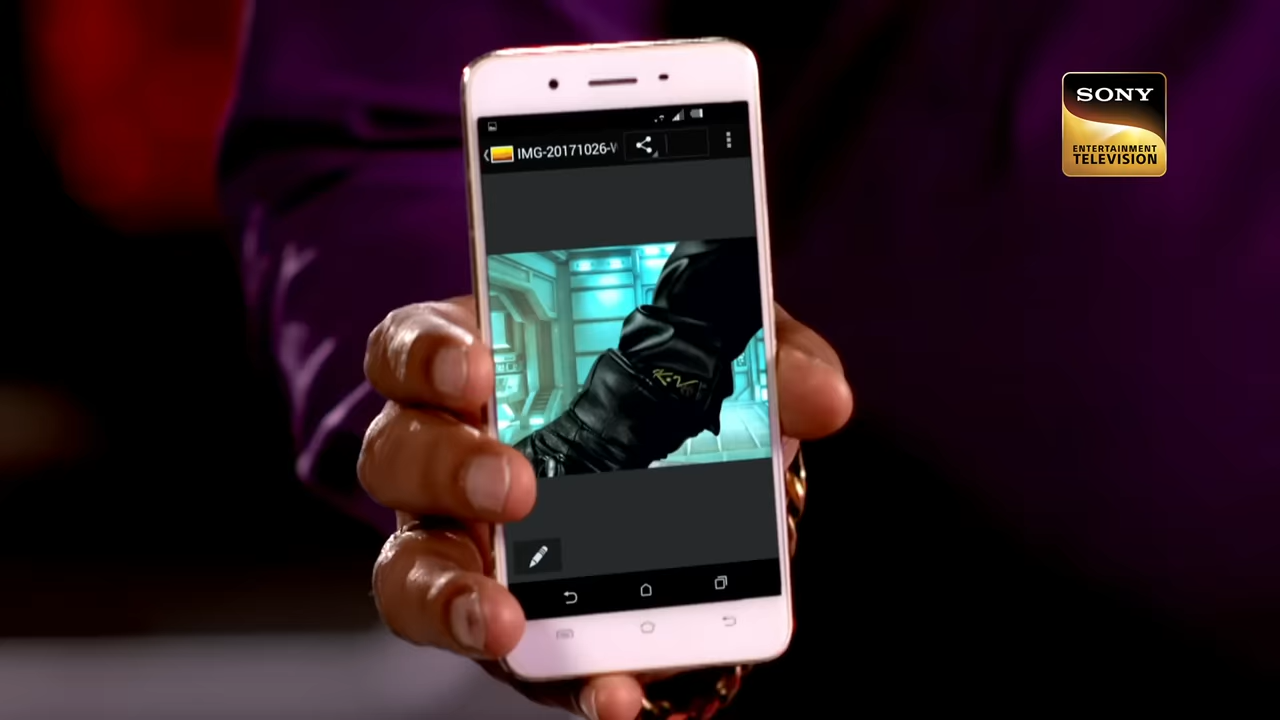 SONY
ENTERTAINMENT
TELEVISION
IMG-20171026-
K.V